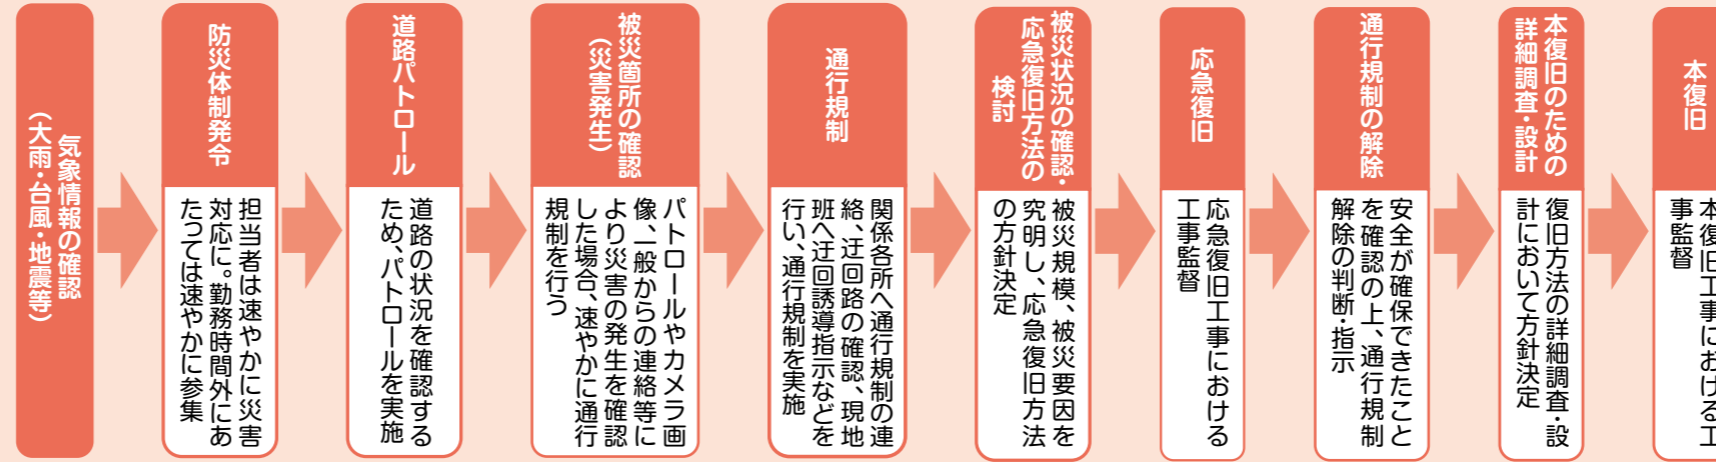 気象情報の確認
（大雨・台風・地震等）
防災体制発令
担当者は速やかに災害
対応に。勤務時間外にあ
たっては速やかに参集
道路パトロール
道路の状況を確認する
ため、パトロールを実施
被災箇所の確認
（災害発生）
パトロールやカメラ画
像、一般からの連絡等に
より災害の発生を確認
した場合、速やかに通行
規制を行う
通行規制
関係各所へ通行規制の連
絡、迂回路の確認、現地
班へ迂回誘導指示などを
行い、通行規制を実施
被災状況の確認・
応急復旧方法の
検討
被災規模、被災要因を
究明し、応急復旧方法
の方針決定
応急復旧
応急復旧工事における
工事監督
通行規制の解除
安全が確保できたこと
を確認の上、通行規制
解除の判断・指示
本復旧のための
詳細調査・設計
復旧方法の詳細調査・設
計において方針決定
本復旧
本復旧工事における工
事監督